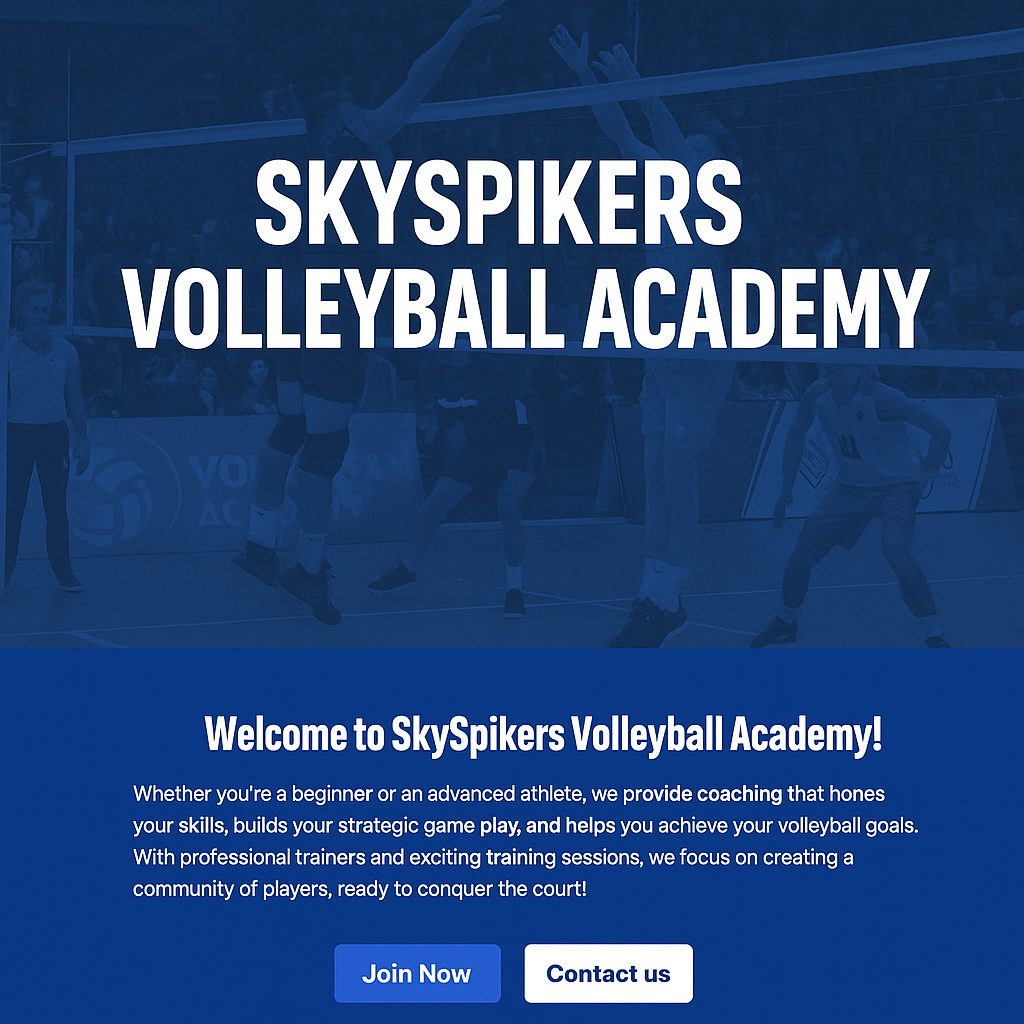 SKYSPIKERS
VOLLEYBALL ACADEMY
Welcome to SkySpikers Volleyball Academy!
Whether you're a beginner or an advanced athlete, we provide coaching that hones
your skills, builds your strategic game play, and helps you achieve your volleyball goals.
With professional trainers and exciting training sessions, we focus on creating a
community of players, ready to conquer the court!
Join Now
Contact us